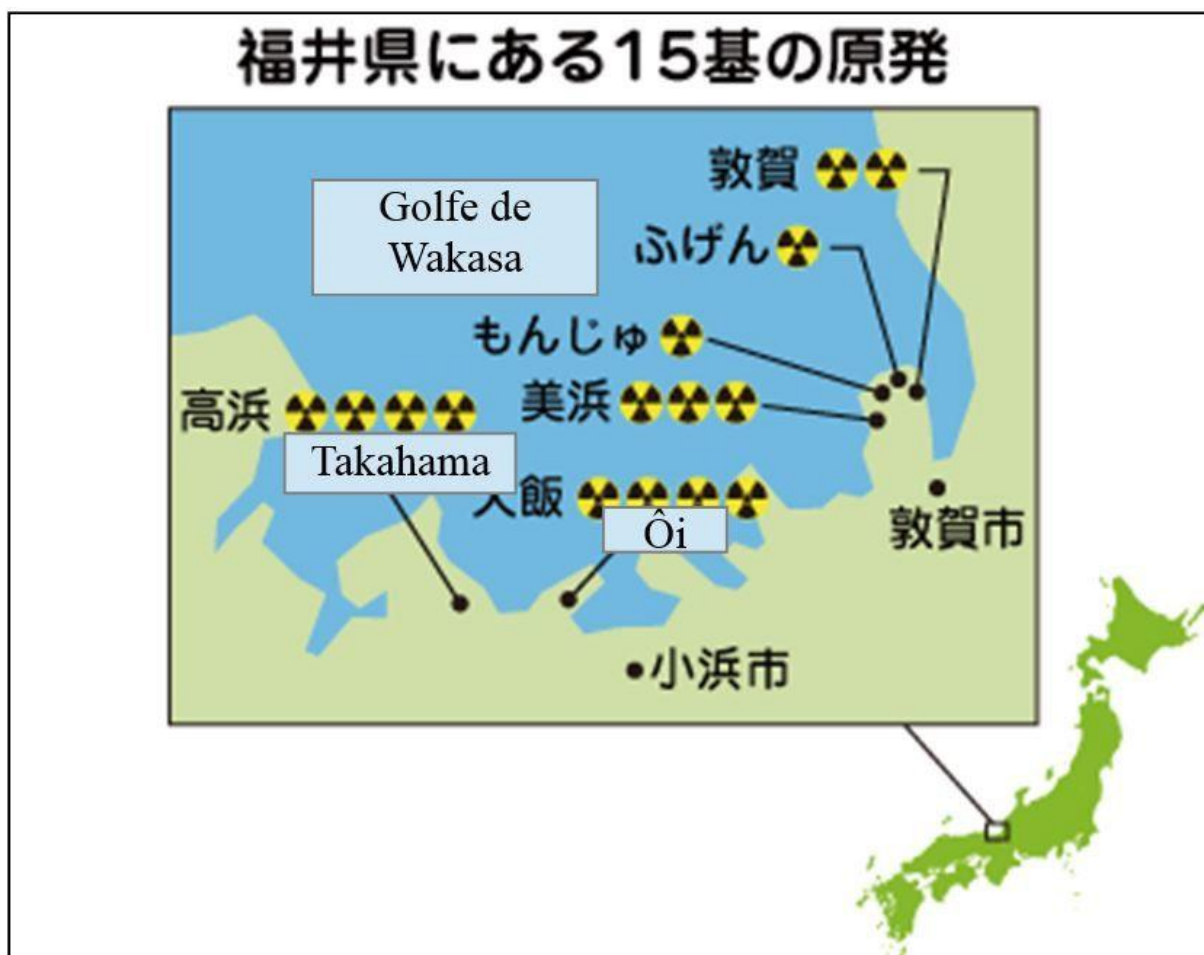 福井県にある15基の原発
敦賀
Golfe de
Wakasa
ふげん
もんじゅ
高浜
美浜
Takahama
大飯
Ôi
敦賀市
小浜市